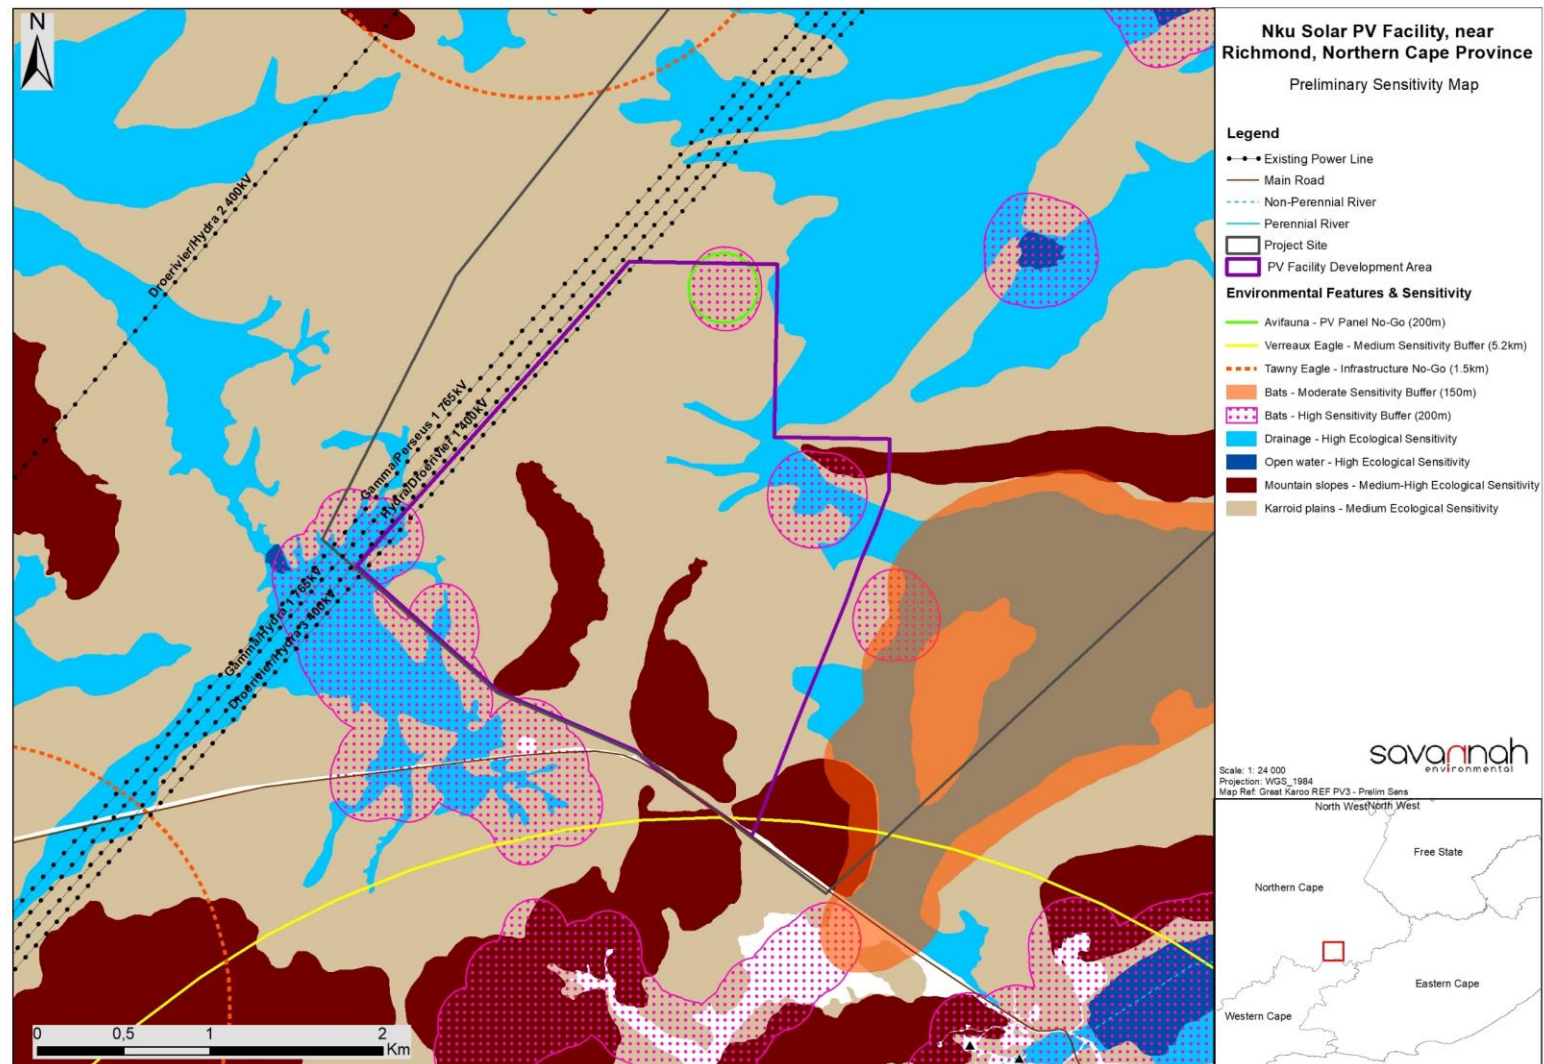 N
Droerivier/Hydra 2 400kV
Gamma/Perseus 1 765kV
Hydra/Droerivier 1 400kV
Gamma/Hydra 1 765kV
Droerivier/Hydra 3 400kV
0 0,5 1 2
Km
Nku Solar PV Facility, near
Richmond, Northern Cape Province
Preliminary Sensitivity Map
Legend
Existing Power Line
Main Road
Non-Perennial River
Perennial River
Project Site
PV Facility Development Area
Environmental Features & Sensitivity
Avifauna - PV Panel No-Go (200m)
Verreaux Eagle - Medium Sensitivity Buffer (5.2km)
Tawny Eagle - Infrastructure No-Go (1.5km)
Bats - Moderate Sensitivity Buffer (150m)
Bats - High Sensitivity Buffer (200m)
Drainage - High Ecological Sensitivity
Open water - High Ecological Sensitivity
Mountain slopes - Medium-High Ecological Sensitivity
Karroid plains - Medium Ecological Sensitivity
savannah
environmental
Scale: 1: 24 000
Projection: WGS_1984
Map Ref: Great Karoo REF PV3 - Prelim Sens
North West North West
Free State
Northern Cape
Eastern Cape
Western Cape